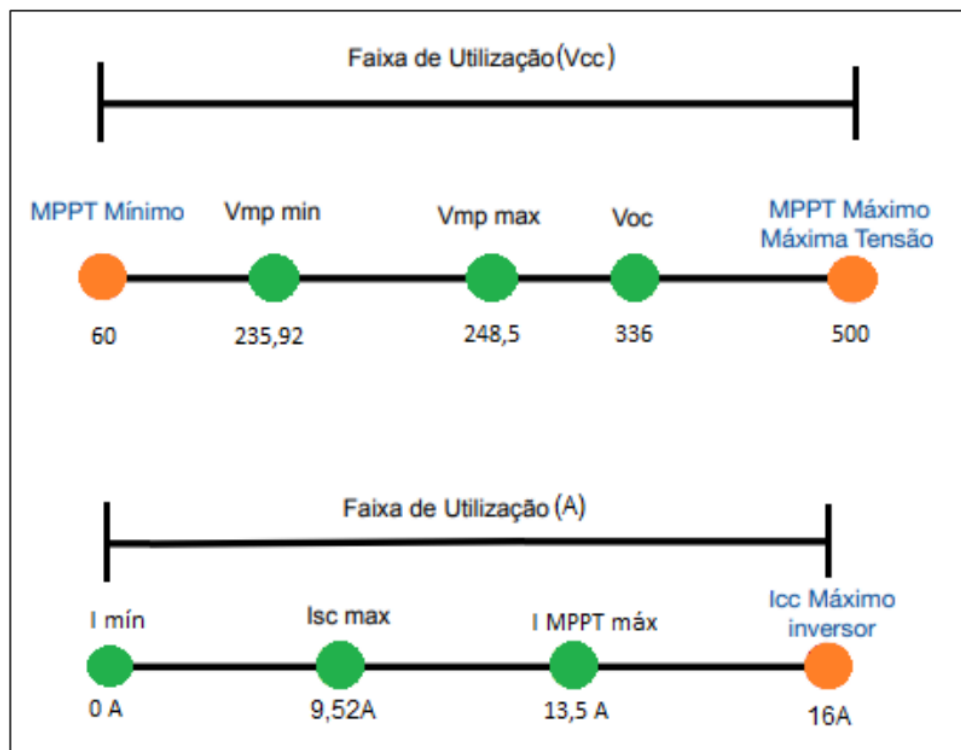 Faixa de Utilização(Vcc)
MPPT Mínimo
Vmp min
Vmp max
Voc
MPPT Máximo
Máxima Tensão
60
235,92
248,5
336
500
Faixa de Utilização (A)
I mín
Isc max
I MPPT máx
Icc Máximo
inversor
0 A
9,52A
13,5 A
16A